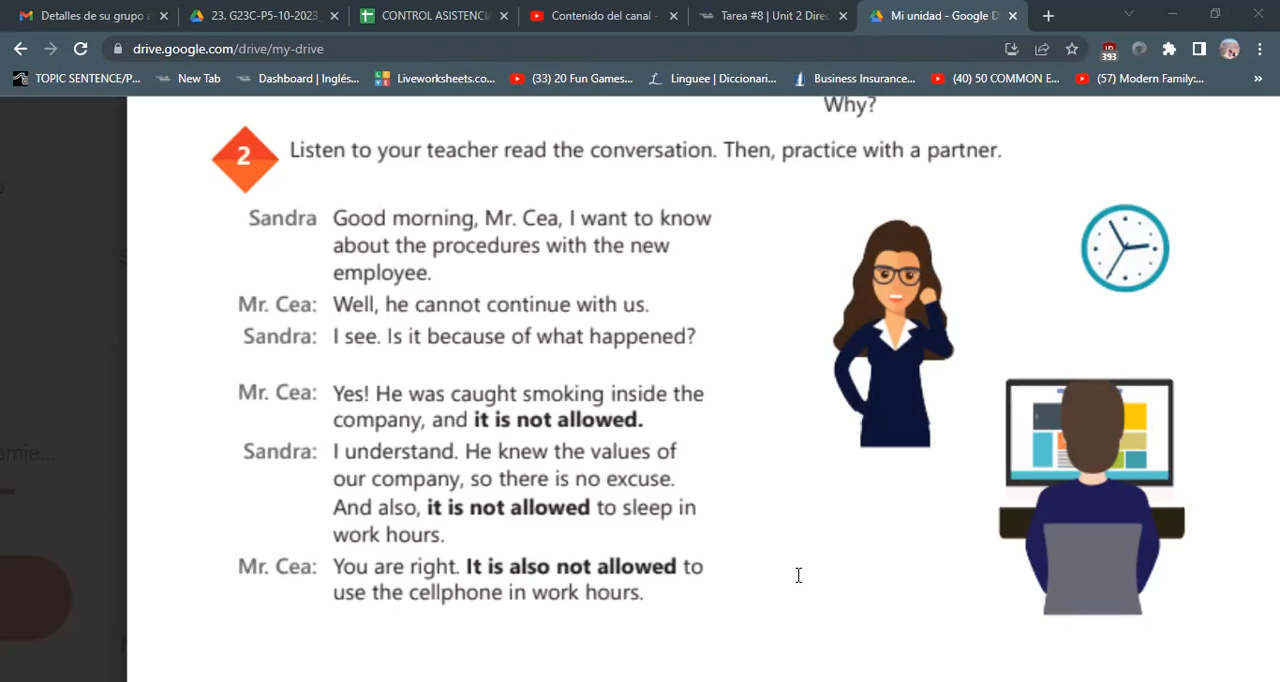 Detalles de su grupo
23. G23C-P5-10-2023_
CONTROL ASISTENCI
Contenido del canal -
Tarea #8 | Unit 2 Direc
Mi unidad - Google D
drive.google.com/drive/my-drive
393
TOPIC SENTENCE/P...
New Tab
Dashboard | Inglés...
Liveworksheets.co...
(33) 20 Fun Games...
Linguee | Diccionari...
Business Insurance...
(40) 50 COMMON E...
(57) Modern Family:...
»
Why?
2 Listen to your teacher read the conversation. Then, practice with a partner.
Sandra Good morning, Mr. Cea, I want to know
about the procedures with the new
employee.
Mr. Cea: Well, he cannot continue with us.
Sandra: I see. Is it because of what happened?
Mr. Cea: Yes! He was caught smoking inside the
company, and it is not allowed.
Sandra: I understand. He knew the values of
our company, so there is no excuse.
And also, it is not allowed to sleep in
work hours.
Mr. Cea: You are right. It is also not allowed to
use the cellphone in work hours.